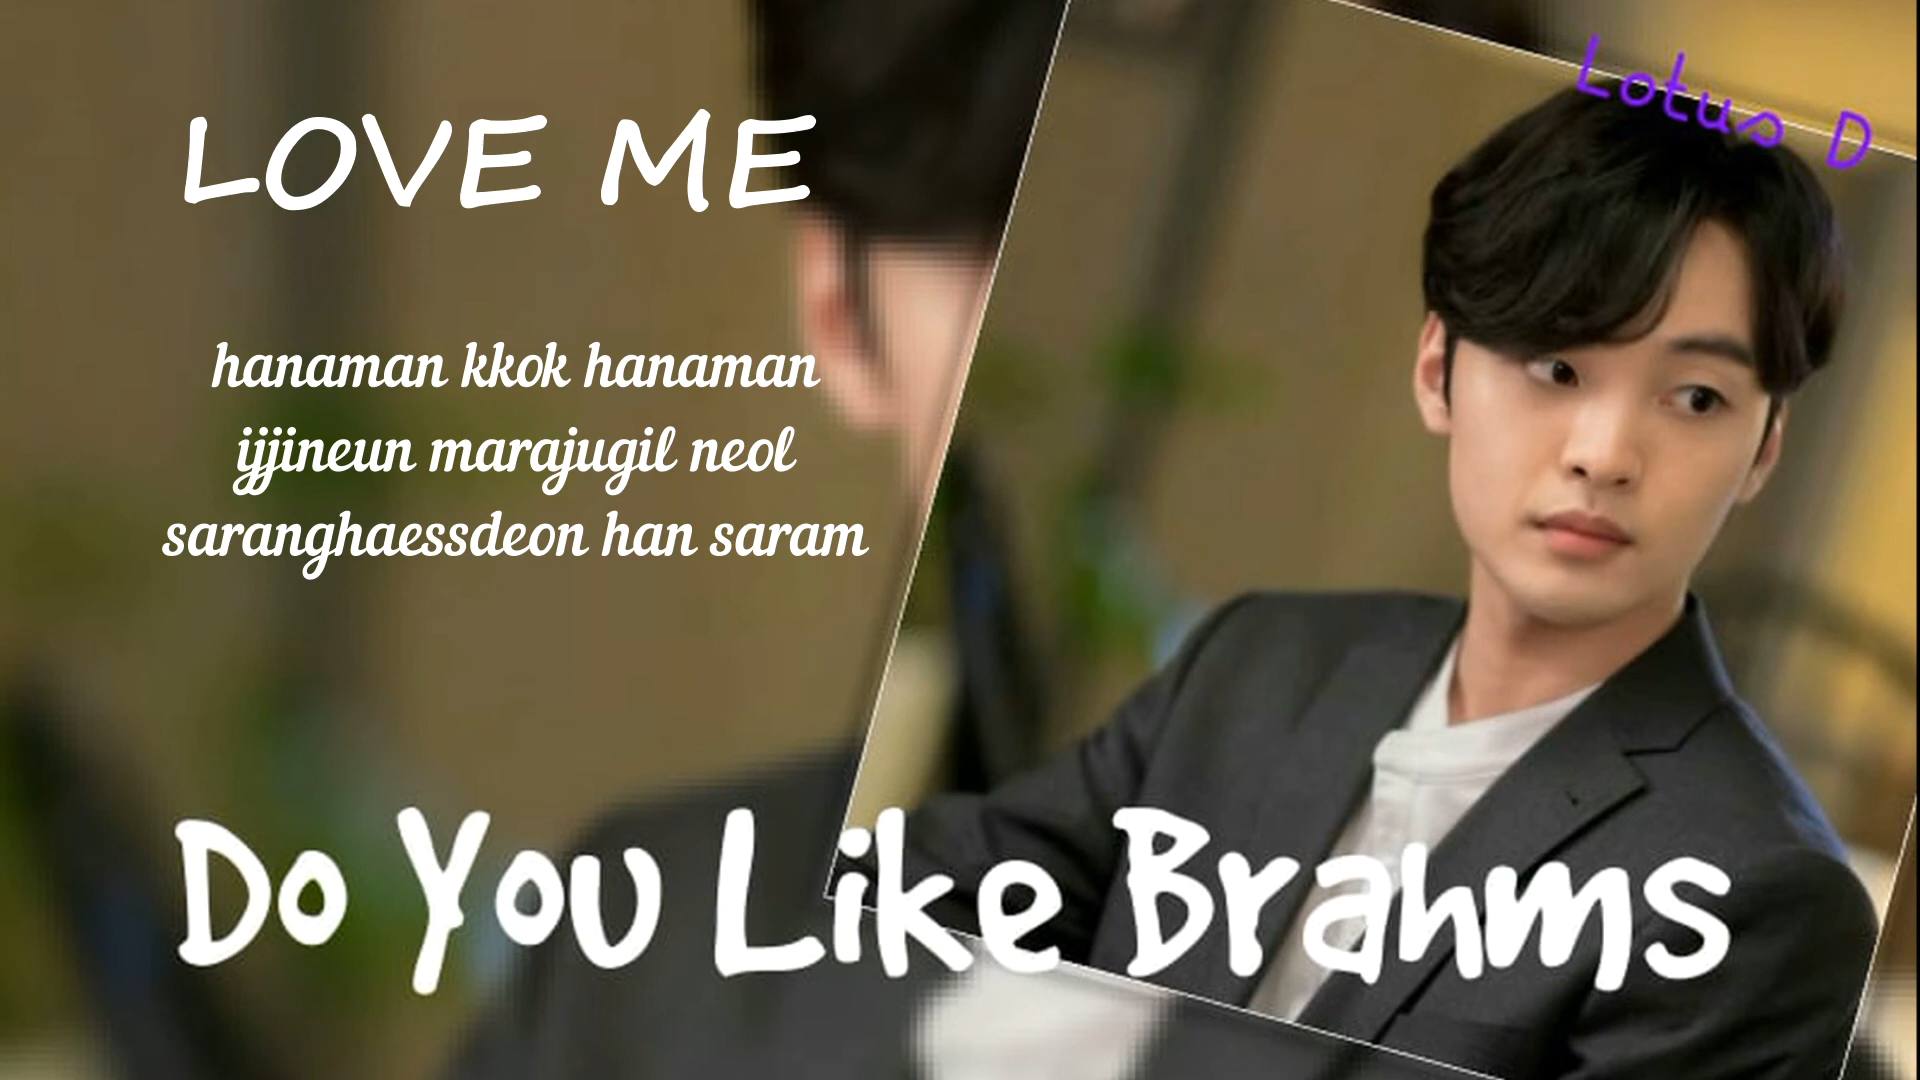 Lotus D
LOVE ME
hanaman kkok hanaman
ijjineun marajugil neol
saranghaessdeon han saram
Do You Like Brahms